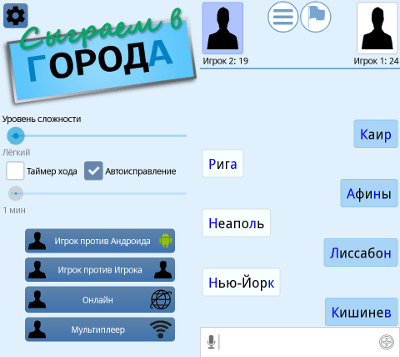 Сыграем в
ГОРОДА
Уровень сложности
Лёгкий
Таймер хода
Автоисправление
1 мин
Игрок против Андроида
Игрок против Игрока
Онлайн
Мультиплеер
Игрок 2: 19
Игрок 1: 24
Каир
Рига
Афины
Неаполь
Лиссабон
Нью-Йорк
Кишинев